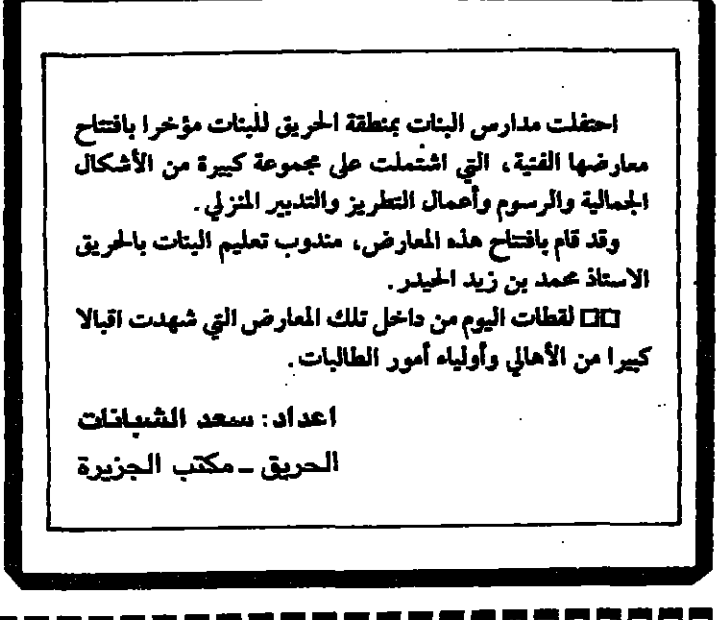 احتفلت مدارس البنات بمنطقة الحريق للبنات مؤخرا بافتتاح
معارضها الفنية، التي اشتملت على مجموعة كبيرة من الأشكال
الجمالية والرسوم وأعمال التطريز والتدبير المنزلي.
وقد قام بافتتاح هذه المعارض، مندوب تعليم البنات بالحريق
الاستاذ محمد بن زيد الحيدر.
□□ لقطات اليوم من داخل تلك المعارض التي شهدت اقبالا
كبيرا من الأهالي وأولياء أمور الطالبات.
اعداد: سعد الشبانات
الحريق ـ مكتب الجزيرة